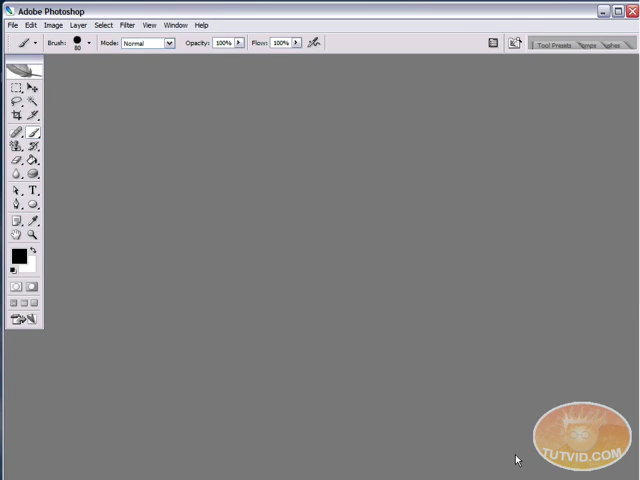 Adobe Photoshop
File Edit Image Layer Select Filter View Window Help
Brush: 80 Mode: Normal Opacity: 100% Flow: 100% Tool Presets
T
TUTVID.COM